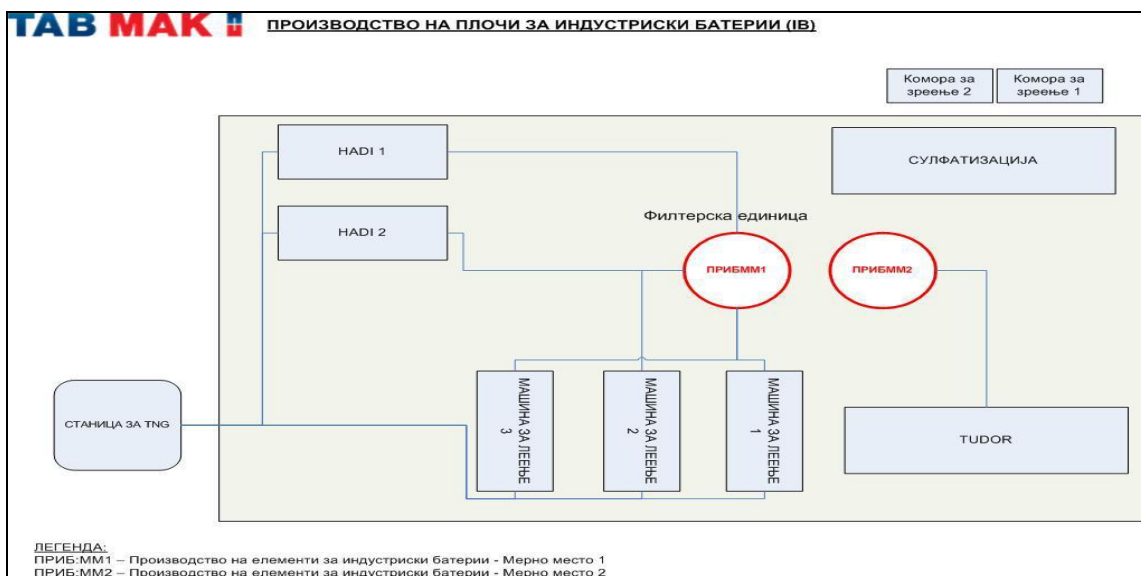 TAB MAK
ПРОИЗВОДСТВО НА ПЛОЧИ ЗА ИНДУСТРИСКИ БАТЕРИИ (IB)
Комора за
зреење 2
Комора за
зреење 1
HADI 1
СУЛФАТИЗАЦИЈА
HADI 2
Филтерска единица
ПРИБММ1
ПРИБММ2
СТАНИЦА ЗА TNG
МАШИНА ЗА ЛЕЕЊЕ
3
МАШИНА ЗА ЛЕЕЊЕ
2
МАШИНА ЗА ЛЕЕЊЕ
1
TUDOR
ЛЕГЕНДА:
ПРИБ:ММ1 – Производство на елементи за индустриски батерии - Мерно место 1
ПРИБ:ММ2 – Производство на елементи за индустриски батерии - Мерно место 2